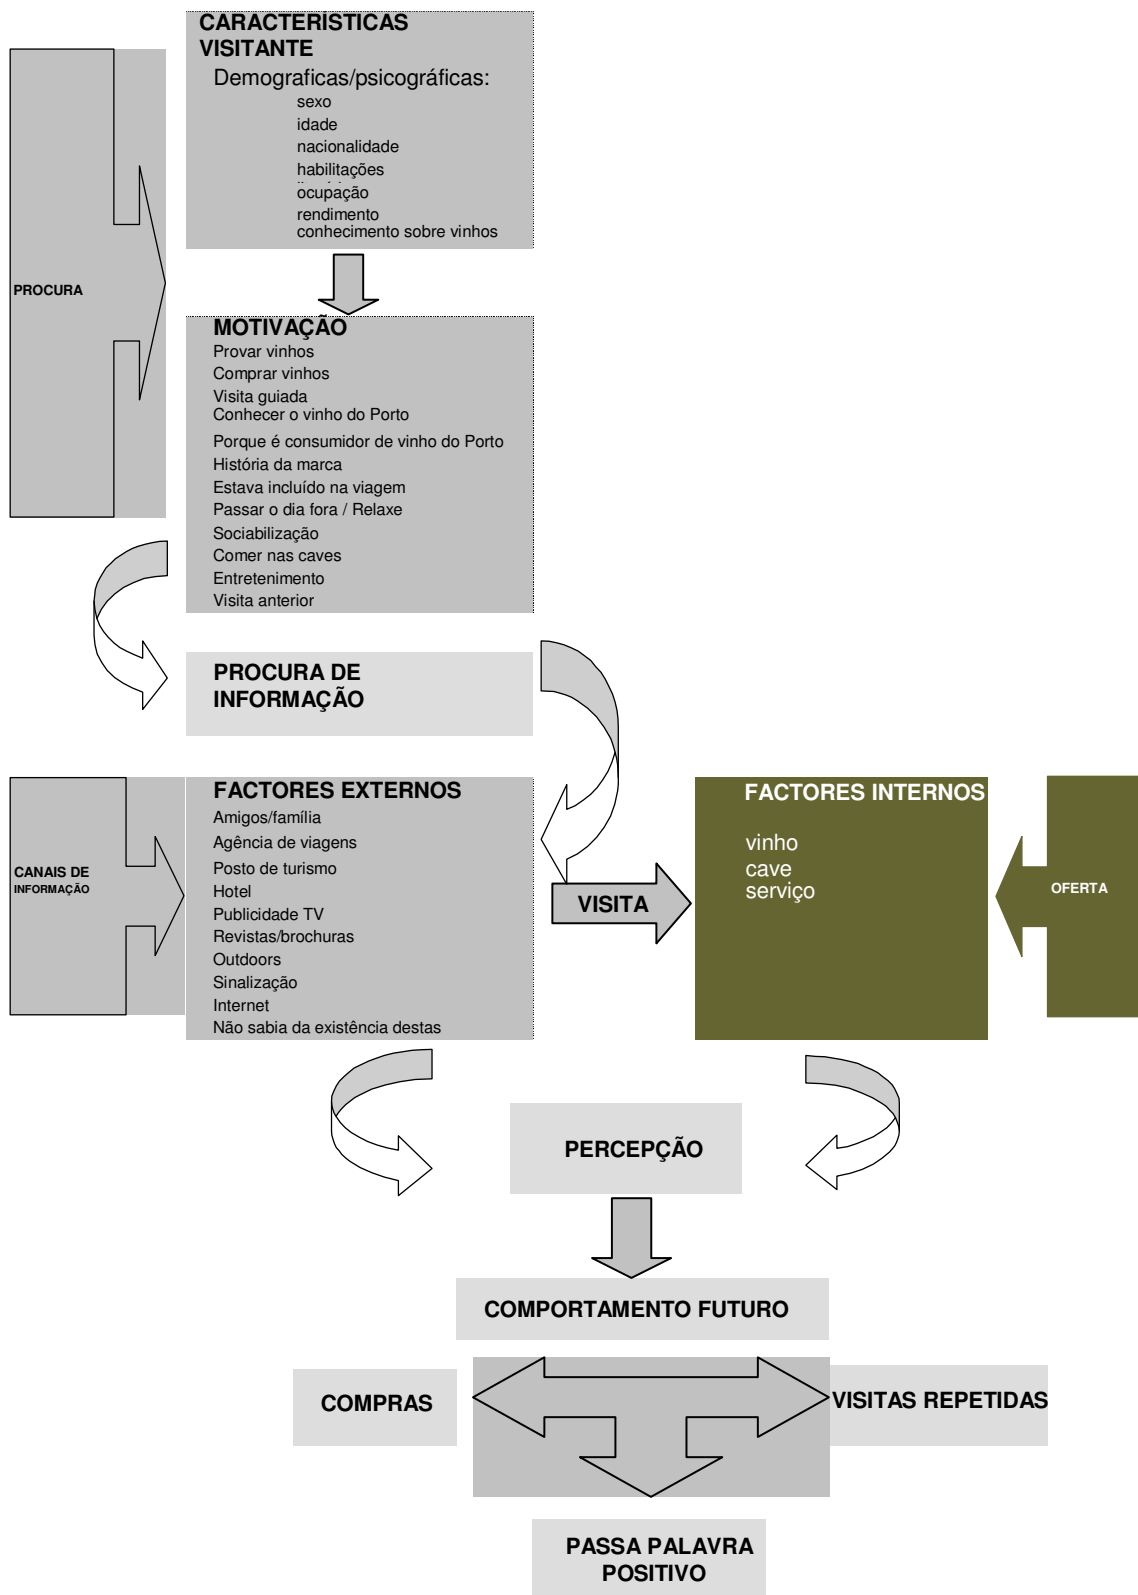 CARACTERÍSTICAS
VISITANTE
Demograficas/psicográficas:
sexo
idade
nacionalidade
habilitações
ocupação
rendimento
conhecimento sobre vinhos
PROCURA
MOTIVAÇÃO
Provar vinhos
Comprar vinhos
Visita guiada
Conhecer o vinho do Porto
Porque é consumidor de vinho do Porto
História da marca
Estava incluído na viagem
Passar o dia fora / Relaxe
Sociabilização
Comer nas caves
Entretenimento
Visita anterior
PROCURA DE
INFORMAÇÃO
CANAIS DE
INFORMAÇÃO
FACTORES EXTERNOS
Amigos/família
Agência de viagens
Posto de turismo
Hotel
Publicidade TV
Revistas/brochuras
Outdoors
Sinalização
Internet
Não sabia da existência destas
VISITA
FACTORES INTERNOS
vinho
cave
serviço
OFERTA
PERCEPÇÃO
COMPORTAMENTO FUTURO
COMPRAS
VISITAS REPETIDAS
PASSA PALAVRA
POSITIVO